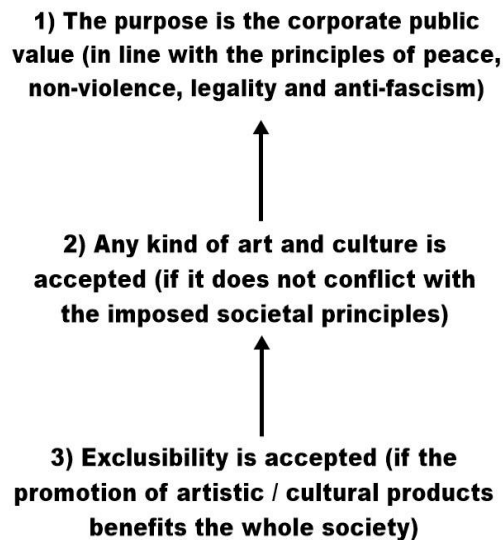 1) The purpose is the corporate public
value (in line with the principles of peace,
non-violence, legality and anti-fascism)
2) Any kind of art and culture is
accepted (if it does not conflict with
the imposed societal principles)
3) Exclusibility is accepted (if the
promotion of artistic / cultural products
benefits the whole society)